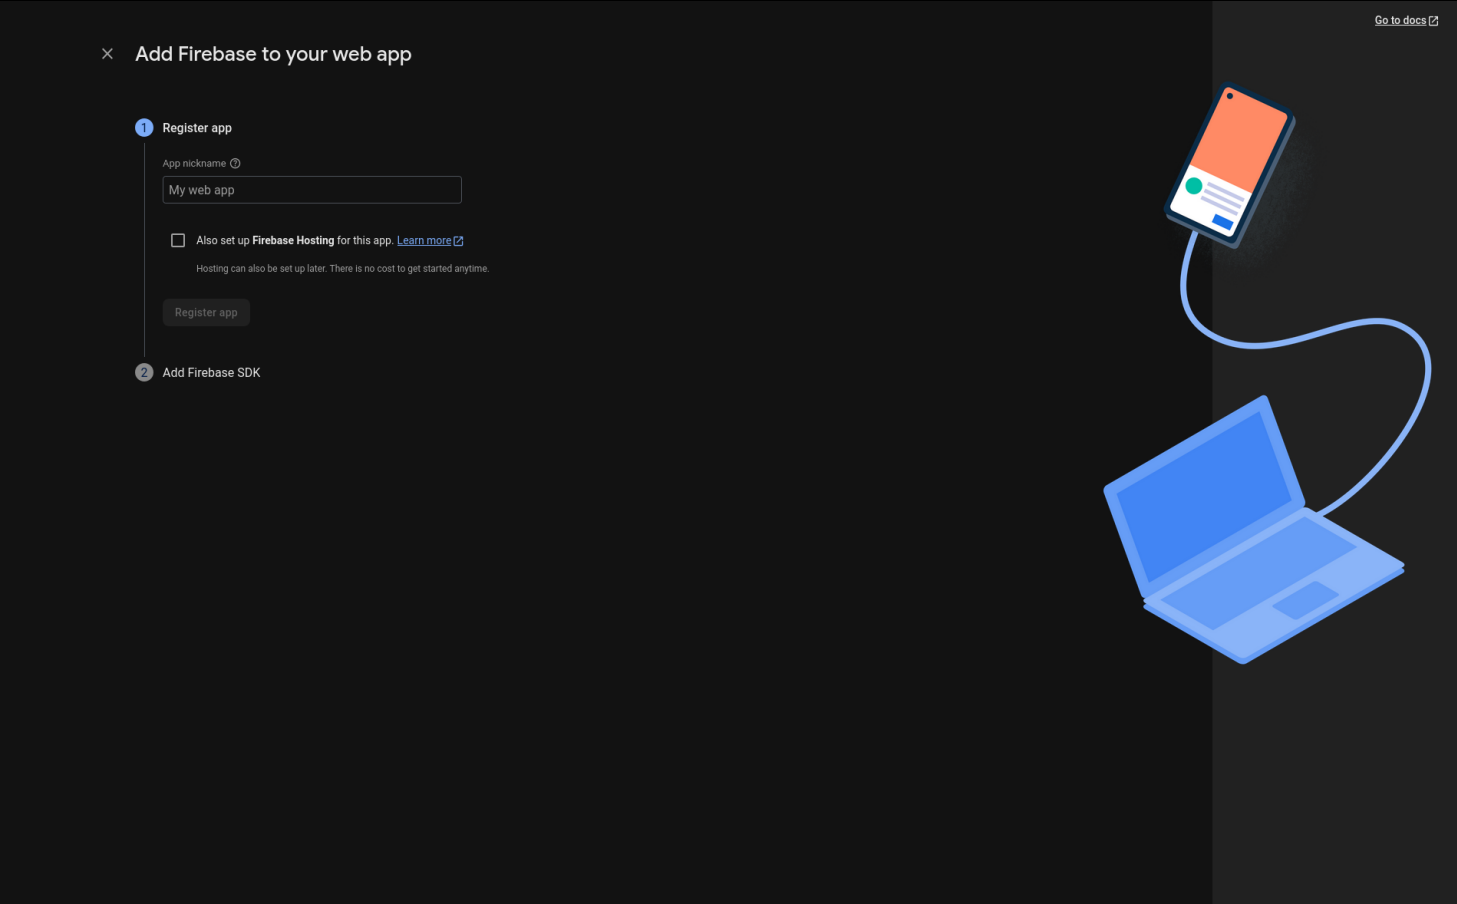 Go to docs
Add Firebase to your web app
1 Register app
App nickname
My web app
Also set up Firebase Hosting for this app. Learn more
Hosting can also be set up later. There is no cost to get started anytime.
Register app
2 Add Firebase SDK